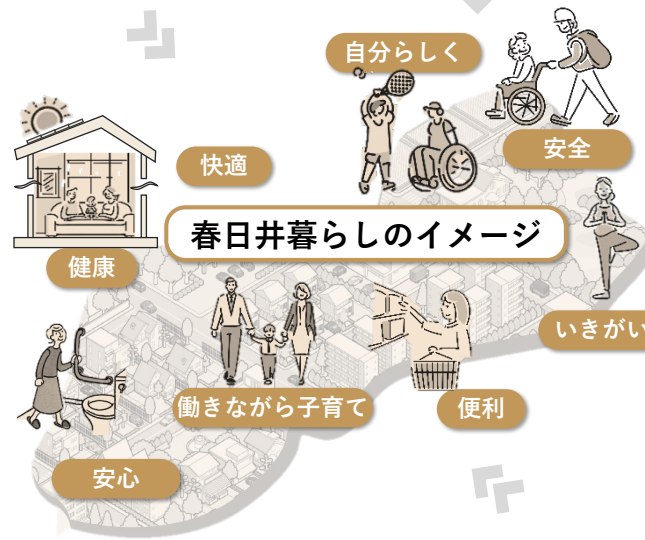 自分らしく
安全
快適
春日井暮らしのイメージ
健康
いきがい
働きながら子育て
便利
安心